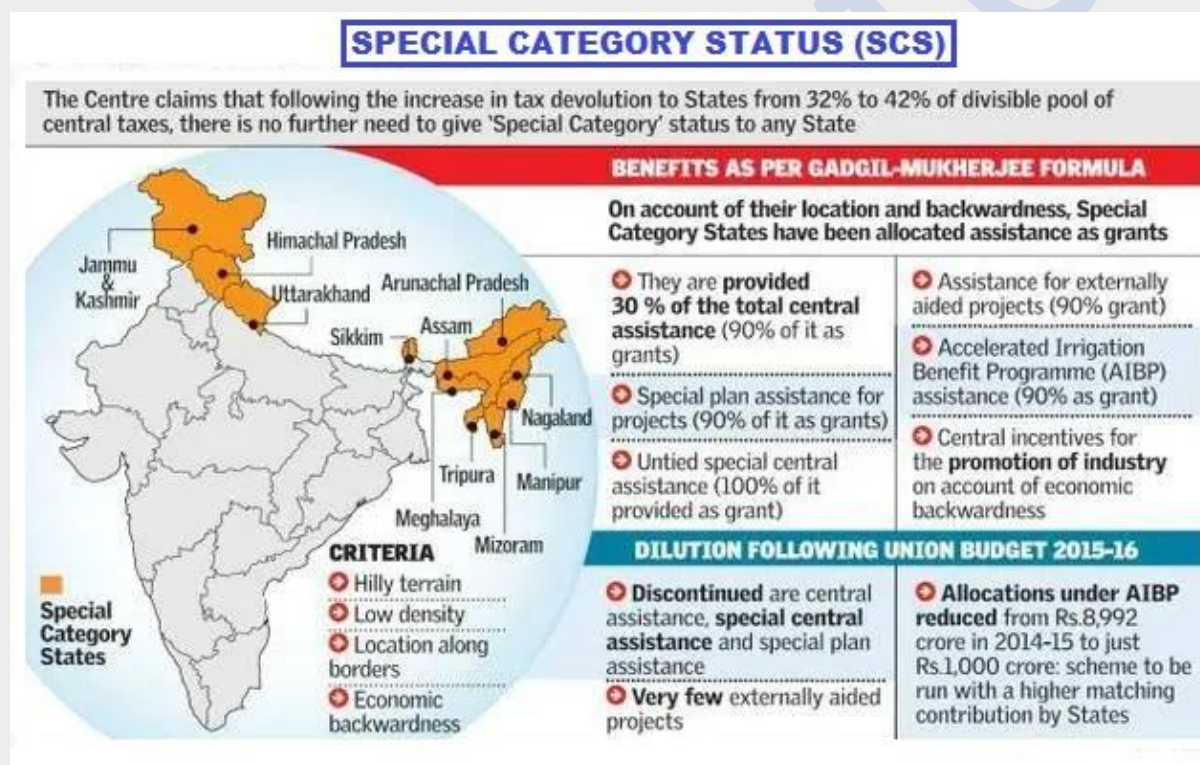 SPECIAL CATEGORY STATUS (SCS)
The Centre claims that following the increase in tax devolution to States from 32% to 42% of divisible pool of
central taxes, there is no further need to give 'Special Category' status to any State
Jammu
&
Kashmir
Himachal Pradesh
Uttarakhand
Arunachal Pradesh
Sikkim
Assam
Nagaland
Tripura
Manipur
Meghalaya
Mizoram
Special
Category
States
CRITERIA
Hilly terrain
Low density
Location along
borders
Economic
backwardness
BENEFITS AS PER GADGIL-MUKHERJEE FORMULA
On account of their location and backwardness, Special
Category States have been allocated assistance as grants
They are provided
30 % of the total central
assistance (90% of it as
grants)
Special plan assistance for
projects (90% of it as grants)
Untied special central
assistance (100% of it
provided as grant)
Assistance for externally
aided projects (90% grant)
Accelerated Irrigation
Benefit Programme (AIBP)
assistance (90% as grant)
Central incentives for
the promotion of industry
on account of economic
backwardness
DILUTION FOLLOWING UNION BUDGET 2015-16
Discontinued are central
assistance, special central
assistance and special plan
assistance
Very few externally aided
projects
Allocations under AIBP
reduced from Rs.8,992
crore in 2014-15 to just
Rs.1,000 crore: scheme to be
run with a higher matching
contribution by States